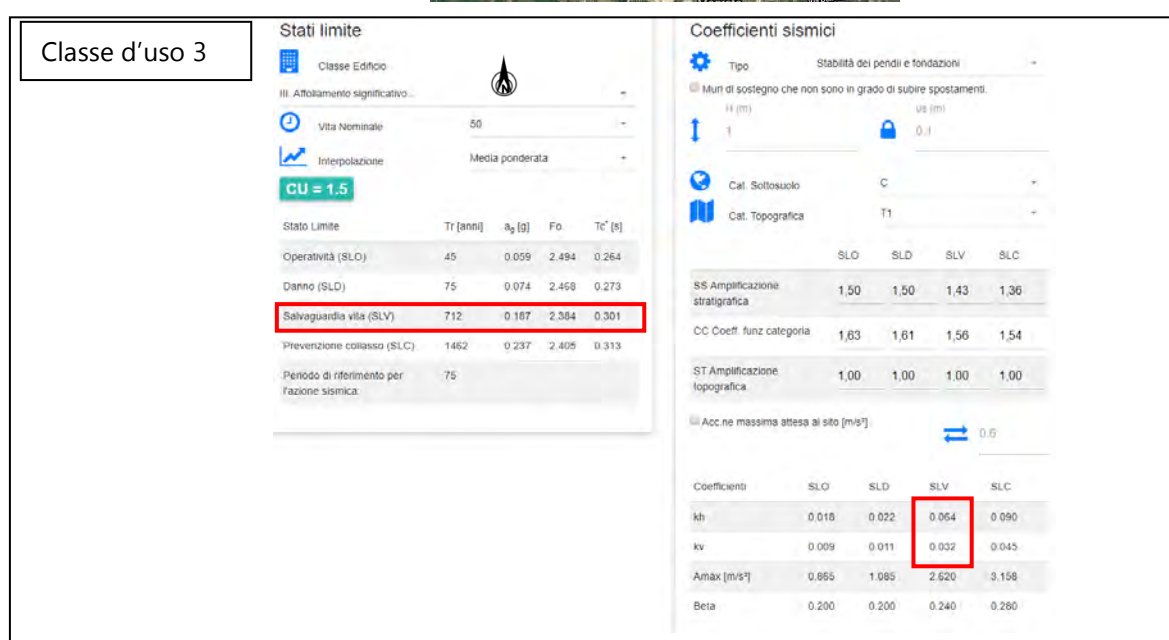 Classe d'uso 3
Stati limite
Classe Edificio
III. Affollamento significativo...
Vita Nominale 50
Interpolazione Media ponderata
CU = 1.5
Stato Limite Tr [anni] ag [g] Fo Tc* [s]
Operatività (SLO) 45 0.059 2.494 0.264
Danno (SLD) 75 0.074 2.468 0.273
Salvaguardia vita (SLV) 712 0.187 2.384 0.301
Prevenzione collasso (SLC) 1462 0.237 2.405 0.313
Periodo di riferimento per 75
l'azione sismica:
Coefficienti sismici
Tipo Stabilità dei pendii e fondazioni
Muri di sostegno che non sono in grado di subire spostamenti.
H (m) us (m)
1 0.1
Cat. Sottosuolo C
Cat. Topografica T1
SLO SLD SLV SLC
SS Amplificazione 1,50 1,50 1,43 1,36
stratigrafica
CC Coeff. funz categoria 1,63 1,61 1,56 1,54
ST Amplificazione 1,00 1,00 1,00 1,00
topografica
Acc.ne massima attesa al sito [m/s²]
0.6
Coefficienti SLO SLD SLV SLC
kh 0.018 0.022 0.064 0.090
kv 0.009 0.011 0.032 0.045
Amax [m/s²] 0.865 1.085 2.620 3.158
Beta 0.200 0.200 0.240 0.280